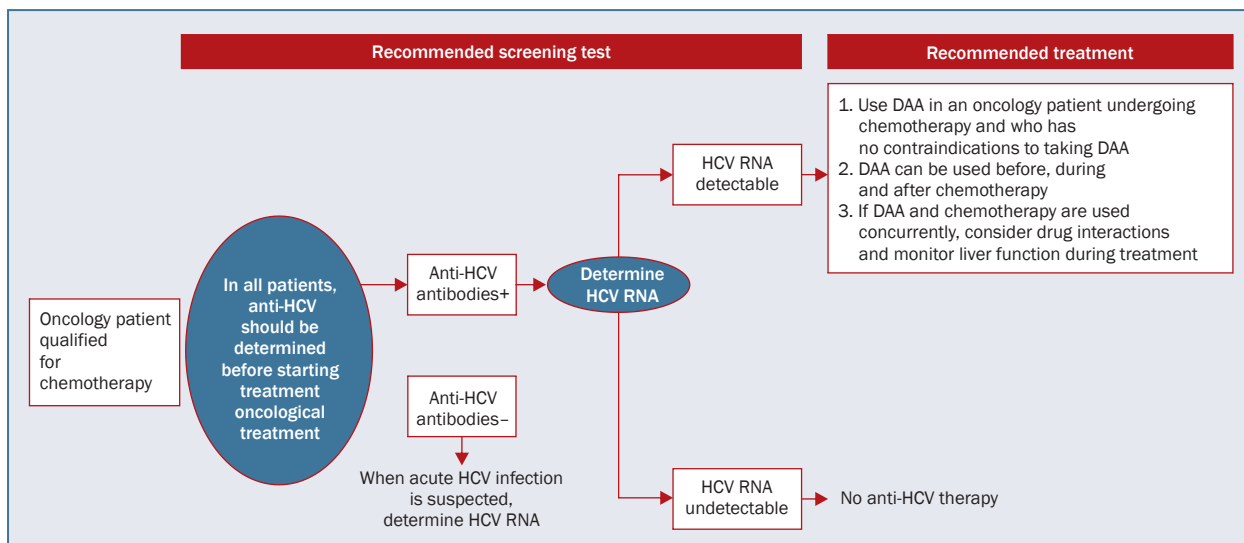 Recommended screening test
Recommended treatment
Oncology patient
qualified
for
chemotherapy
In all patients,
anti-HCV
should be
determined
before starting
treatment
oncological
treatment
Anti-HCV
antibodies+
Anti-HCV
antibodies–
When acute HCV infection
is suspected,
determine HCV RNA
Determine
HCV RNA
HCV RNA
detectable
1. Use DAA in an oncology patient undergoing
chemotherapy and who has
no contraindications to taking DAA
2. DAA can be used before, during
and after chemotherapy
3. If DAA and chemotherapy are used
concurrently, consider drug interactions
and monitor liver function during treatment
HCV RNA
undetectable
No anti-HCV therapy